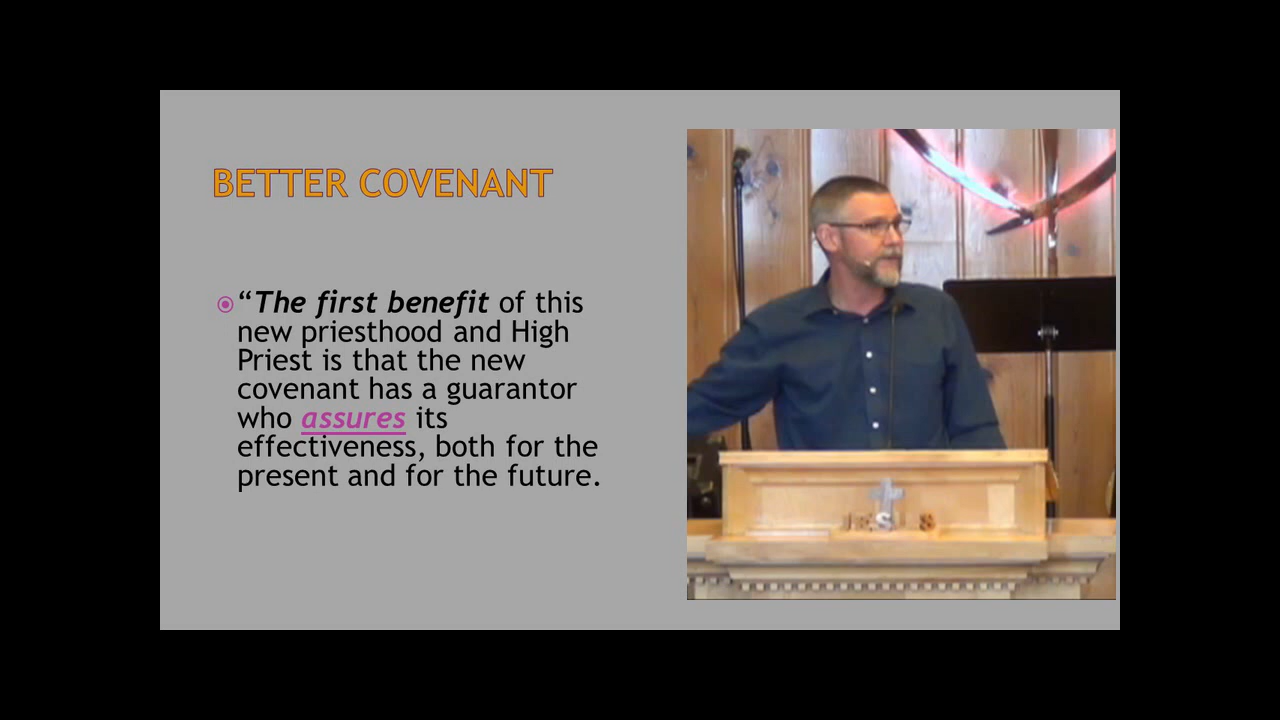 BETTER COVENANT
“The first benefit of this
new priesthood and High
Priest is that the new
covenant has a guarantor
who assures its
effectiveness, both for the
present and for the future.